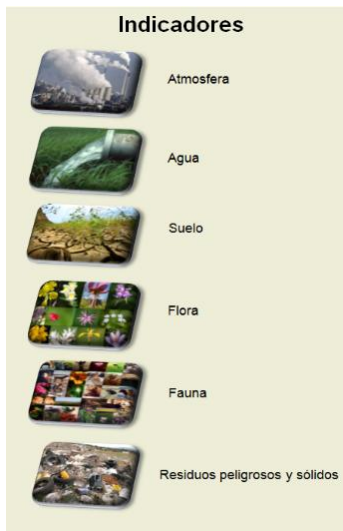 Indicadores
Atmosfera
Agua
Suelo
Flora
Fauna
Residuos peligrosos y sólidos